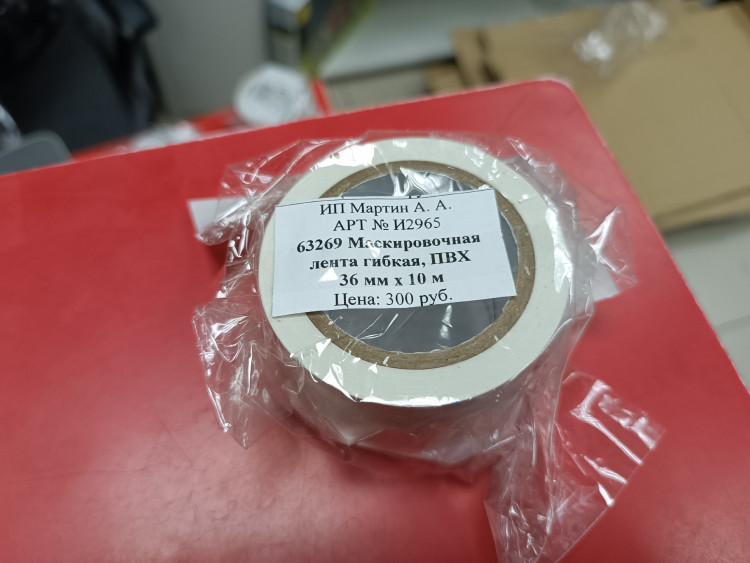 ИП Мартин А. А.
АРТ № И2965
63269 Маскировочная
лента гибкая, ПВХ
36 мм х 10 м
Цена: 300 руб.